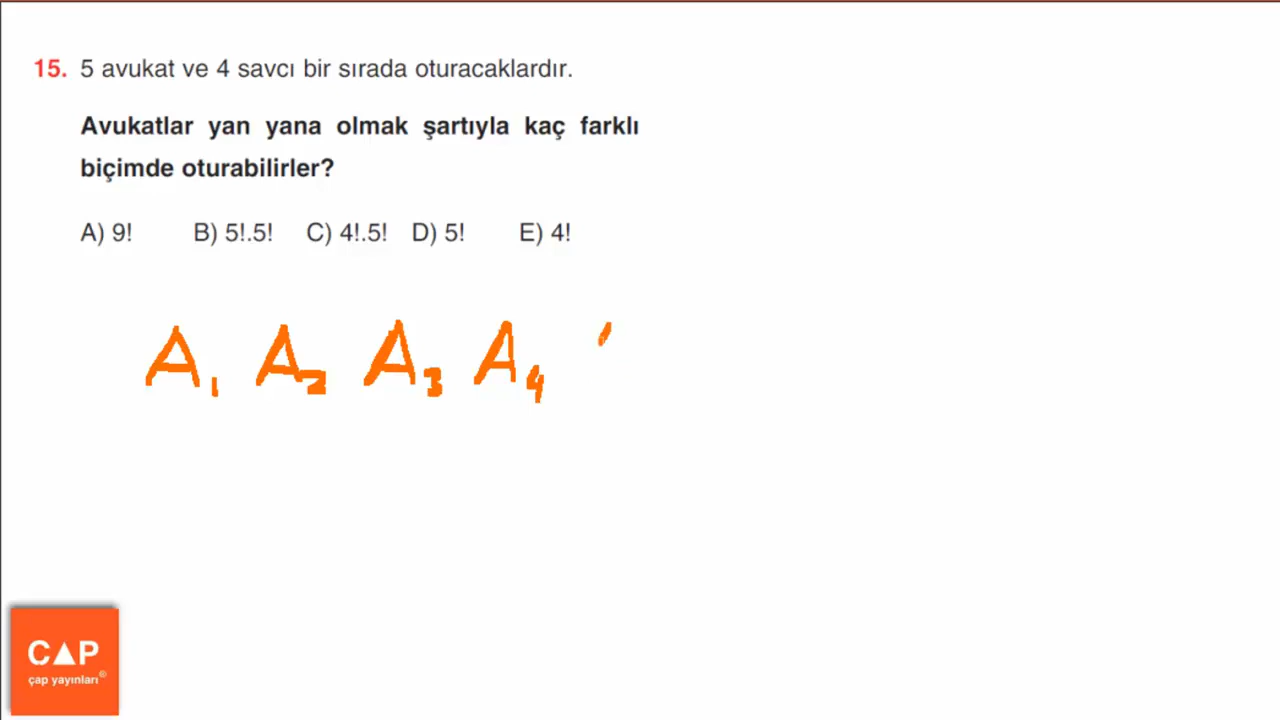 15. 5 avukat ve 4 savcı bir sırada oturacaklardır.
Avukatlar yan yana olmak şartıyla kaç farklı
biçimde oturabilirler?
A) 9! B) 5!.5! C) 4!.5! D) 5! E) 4!
A1 A2 A3 A4
CAP
çap yayınları®